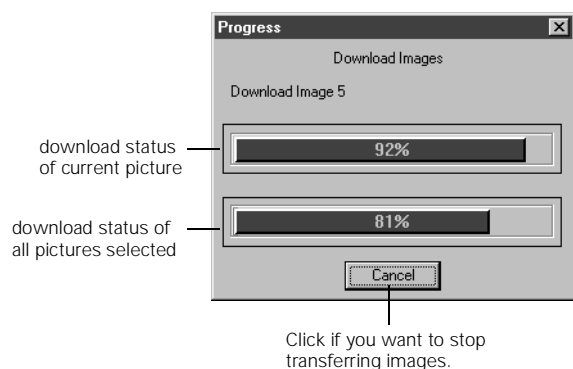 Progress
Download Images
Download Image 5
download status
of current picture
92%
download status of
all pictures selected
81%
Cancel
Click if you want to stop
transferring images.